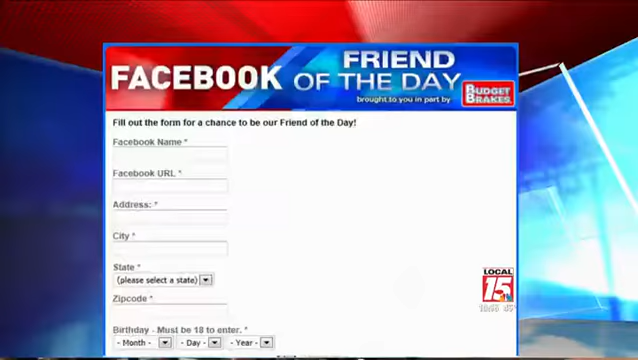 FACEBOOK
FRIEND
OF THE DAY
brought to you in part by
BUDGET
BRAKES
Fill out the form for a chance to be our Friend of the Day!
Facebook Name *
Facebook URL *
Address: *
City *
State *
(please select a state)
Zipcode *
Birthday - Must be 18 to enter. *
- Month - - Day - - Year -
LOCAL
15